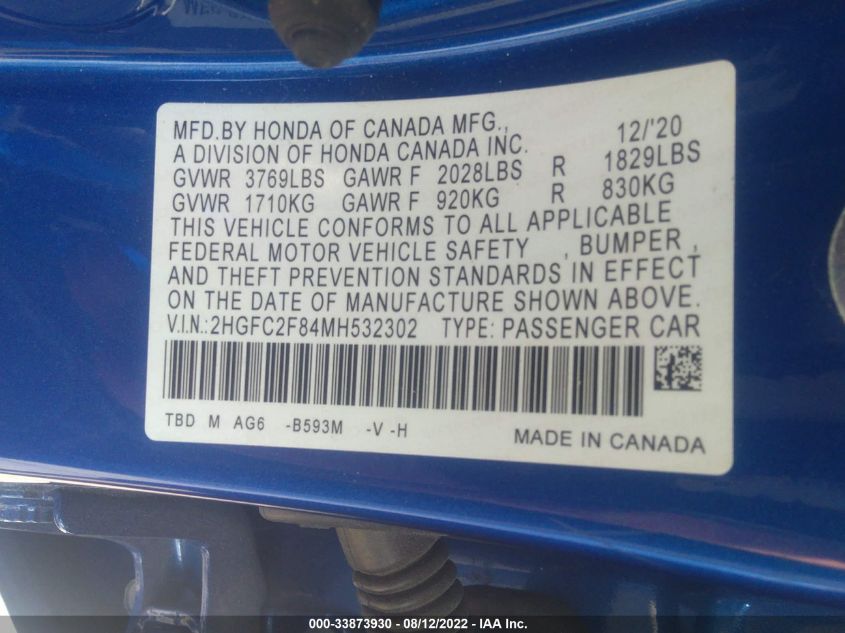 MFD.BY HONDA OF CANADA MFG., 12/'20
A DIVISION OF HONDA CANADA INC.
GVWR 3769LBS GAWR F 2028LBS R 1829LBS
GVWR 1710KG GAWR F 920KG R 830KG
THIS VEHICLE CONFORMS TO ALL APPLICABLE
FEDERAL MOTOR VEHICLE SAFETY , BUMPER ,
AND THEFT PREVENTION STANDARDS IN EFFECT
ON THE DATE OF MANUFACTURE SHOWN ABOVE.
V.I.N.:2HGFC2F84MH532302 TYPE: PASSENGER CAR
TBD M AG6 -B593M -V -H
MADE IN CANADA
000-33873930 - 08/12/2022 - IAA Inc.